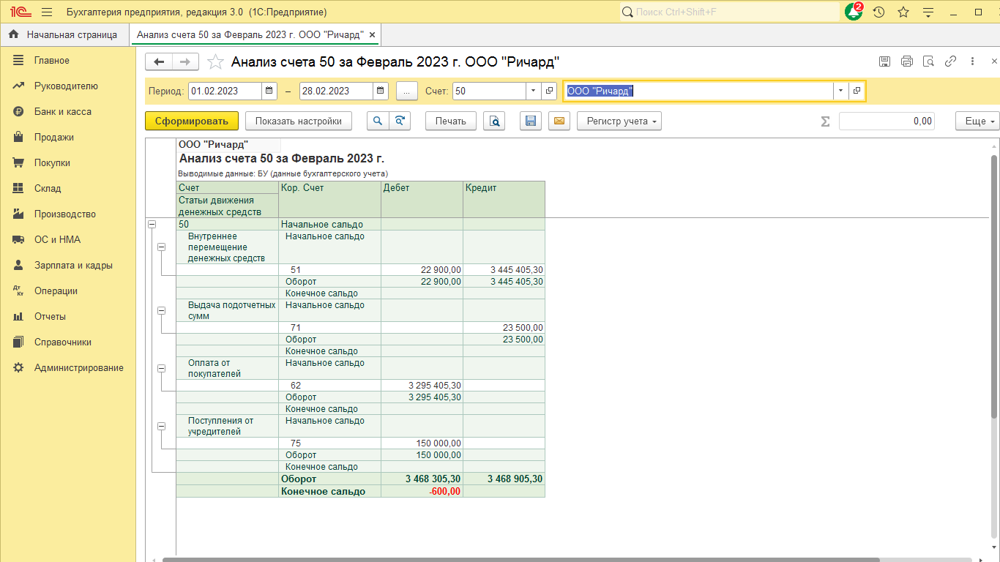 1С Бухгалтерия предприятия, редакция 3.0 (1С:Предприятие) Поиск Ctrl+Shift+F 2
Начальная страница Анализ счета 50 за Февраль 2023 г. ООО "Ричард" ×
Главное
Руководителю
Банк и касса
Продажи
Покупки
Склад
Производство
ОС и НМА
Зарплата и кадры
Дт Кт Операции
Отчеты
Справочники
Администрирование
Анализ счета 50 за Февраль 2023 г. ООО "Ричард"
Период: 01.02.2023 – 28.02.2023 ... Счет: 50 ООО "Ричард"
Сформировать Показать настройки Печать Регистр учета Σ 0,00 Еще
ООО "Ричард"
Анализ счета 50 за Февраль 2023 г.
Выводимые данные: БУ (данные бухгалтерского учета)
Счет Кор. Счет Дебет Кредит
Статьи движения
денежных средств
50 Начальное сальдо
Внутреннее Начальное сальдо
перемещение
денежных средств
51 22 900,00 3 445 405,30
Оборот 22 900,00 3 445 405,30
Конечное сальдо
Выдача подотчетных Начальное сальдо
сумм
71 23 500,00
Оборот 23 500,00
Конечное сальдо
Оплата от Начальное сальдо
покупателей
62 3 295 405,30
Оборот 3 295 405,30
Конечное сальдо
Поступления от Начальное сальдо
учредителей
75 150 000,00
Оборот 150 000,00
Конечное сальдо
Оборот 3 468 305,30 3 468 905,30
Конечное сальдо -600,00